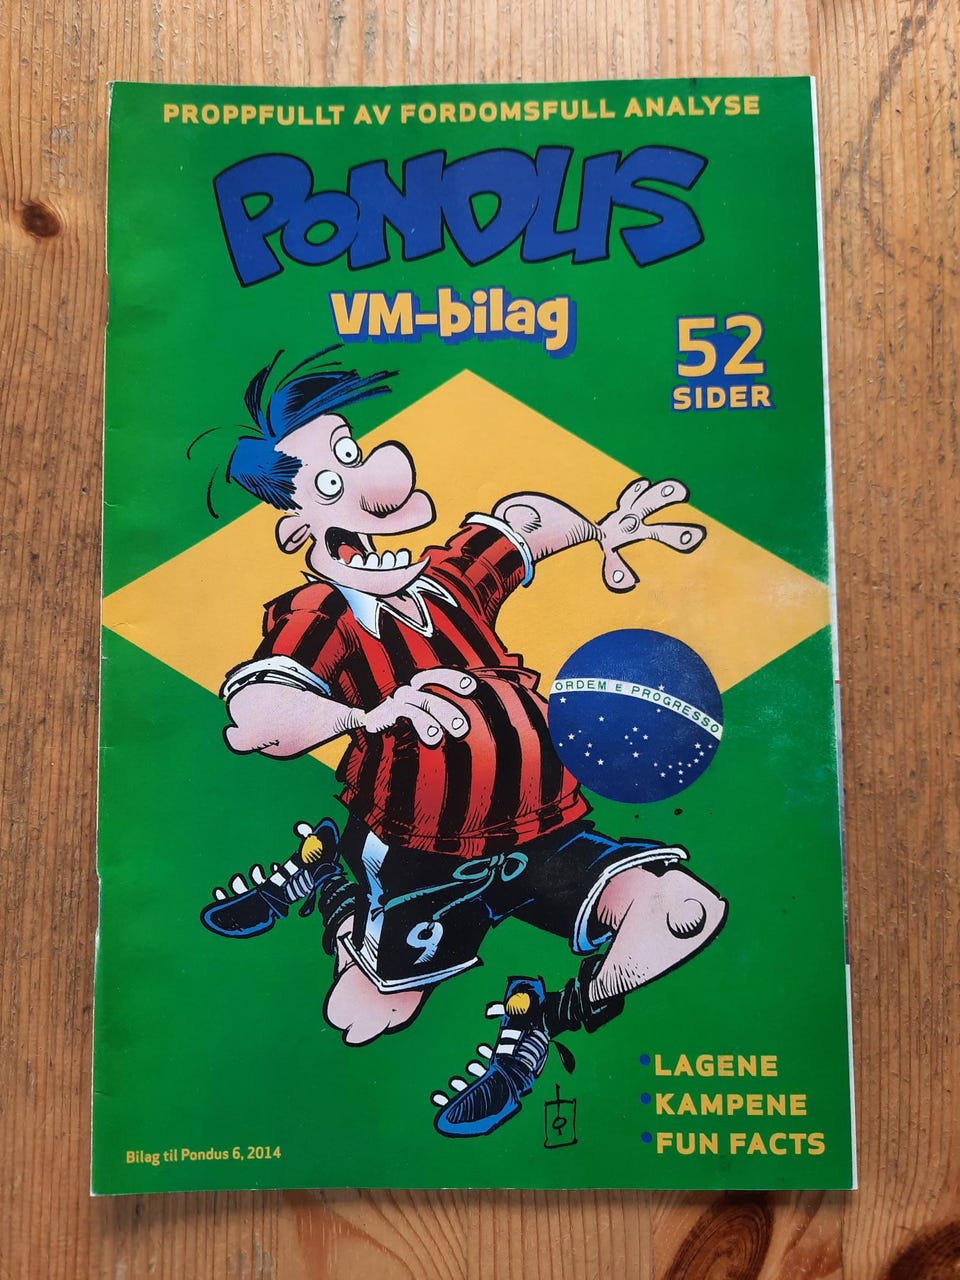 PROPPFULLT AV FORDOMSFULL ANALYSE
PONDUS
VM-bilag
52
SIDER
ORDEM E PROGRESSO
9
• LAGENE
• KAMPENE
• FUN FACTS
Bilag til Pondus 6, 2014